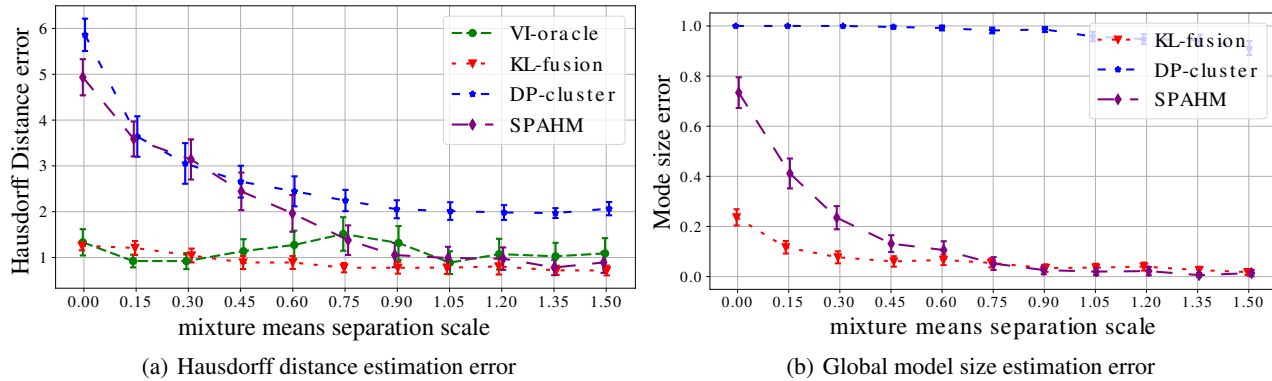 Hausdorff Distance error
6
5
4
3
2
1
0.00 0.15 0.30 0.45 0.60 0.75 0.90 1.05 1.20 1.35 1.50
mixture means separation scale
VI-oracle
KL-fusion
DP-cluster
SPAHM
(a) Hausdorff distance estimation error
Mode size error
1.0
0.8
0.6
0.4
0.2
0.0
0.00 0.15 0.30 0.45 0.60 0.75 0.90 1.05 1.20 1.35 1.50
mixture means separation scale
KL-fusion
DP-cluster
SPAHM
(b) Global model size estimation error